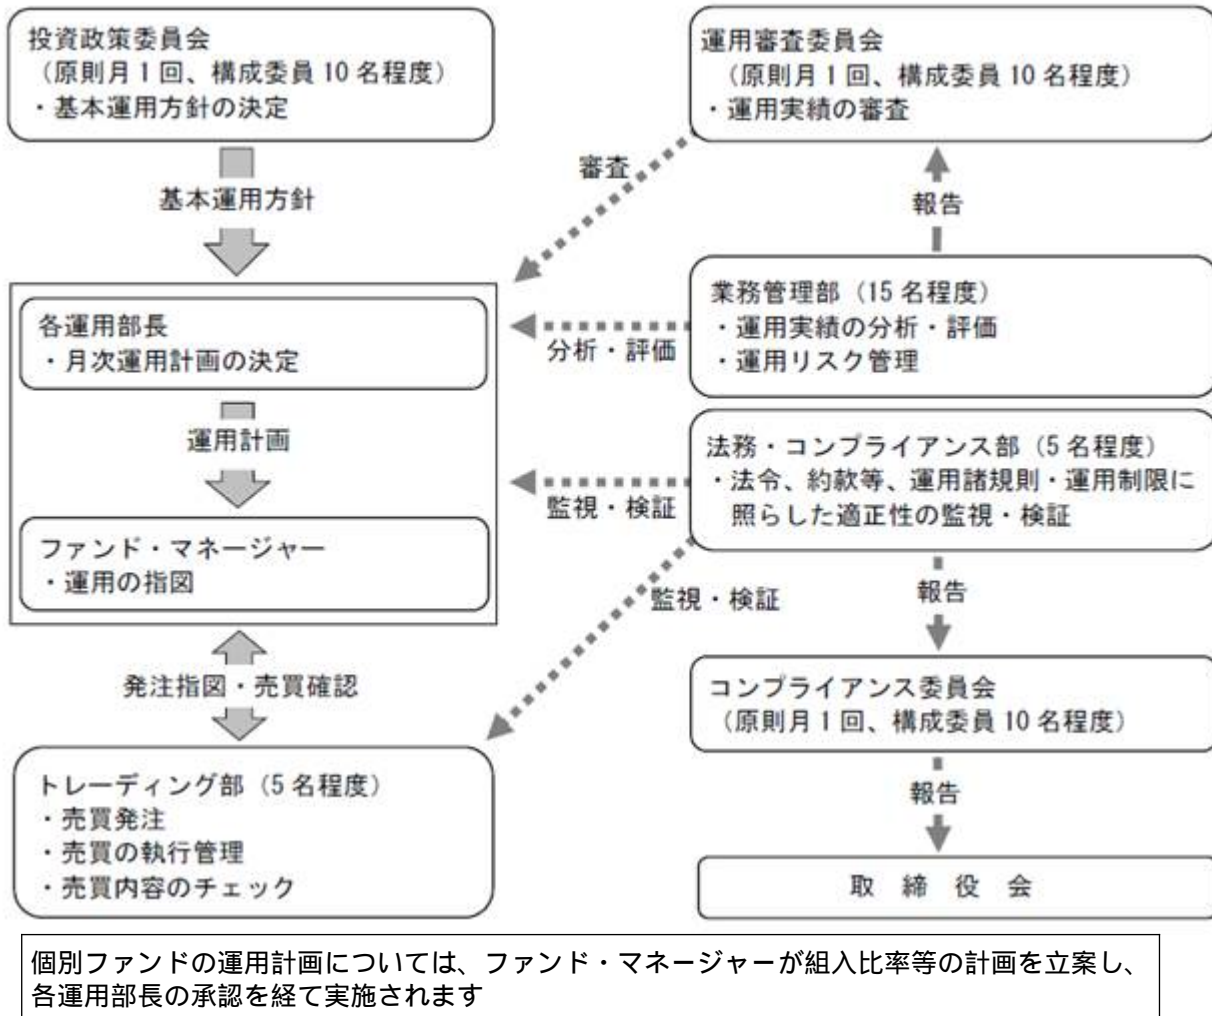 投資政策委員会
（原則月1回、構成委員10名程度）
・基本運用方針の決定
基本運用方針
各運用部長
・月次運用計画の決定
運用計画
ファンド・マネージャー
・運用の指図
発注指図・売買確認
トレーディング部（5名程度）
・売買発注
・売買の執行管理
・売買内容のチェック
運用審査委員会
（原則月1回、構成委員10名程度）
・運用実績の審査
審査
報告
業務管理部（15名程度）
・運用実績の分析・評価
・運用リスク管理
分析・評価
法務・コンプライアンス部（5名程度）
・法令、約款等、運用諸規則・運用制限に
照らした適正性の監視・検証
監視・検証
監視・検証
報告
コンプライアンス委員会
（原則月1回、構成委員10名程度）
報告
取締役会
個別ファンドの運用計画については、ファンド・マネージャーが組入比率等の計画を立案し、
各運用部長の承認を経て実施されます